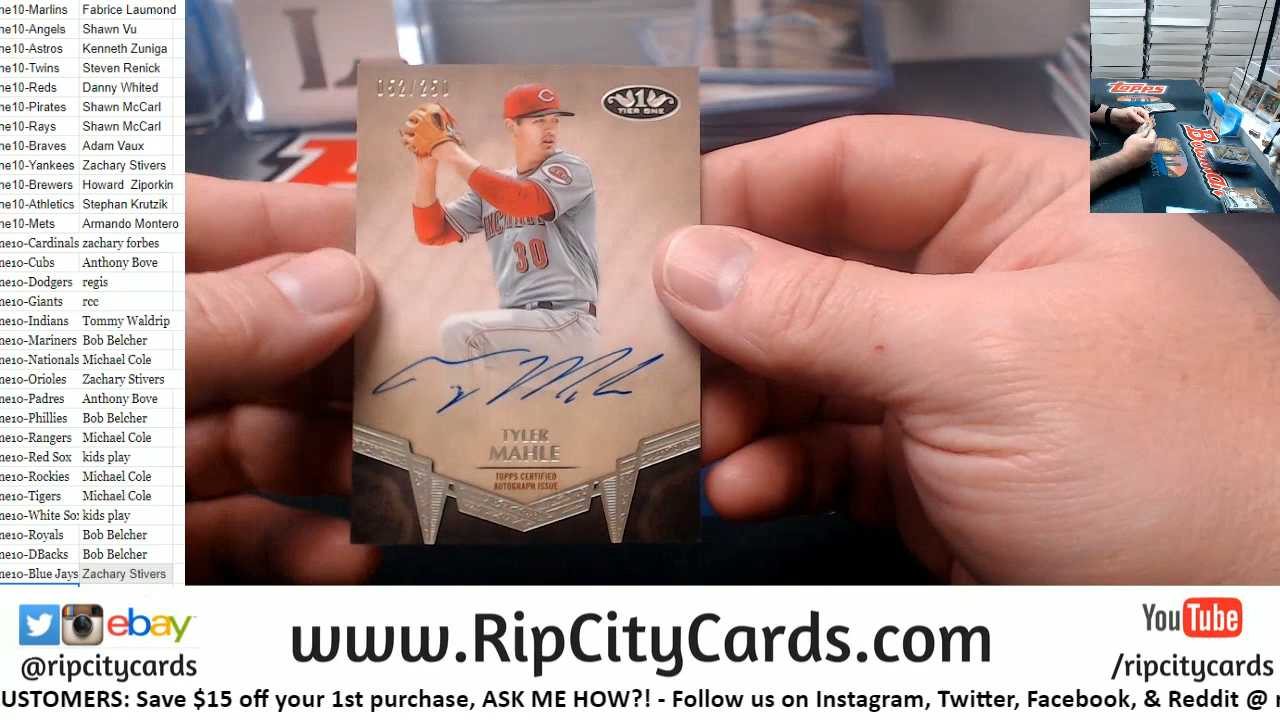 ne10-Marlins Fabrice Laumond
ne10-Angels Shawn Vu
ne10-Astros Kenneth Zuniga
ne10-Twins Steven Renick
ne10-Reds Danny Whited
ne10-Pirates Shawn McCarl
ne10-Rays Shawn McCarl
ne10-Braves Adam Vaux
ne10-Yankees Zachary Stivers
ne10-Brewers Howard Ziporkin
ne10-Athletics Stephan Krutzik
ne10-Mets Armando Montero
ne10-Cardinals zachary forbes
ne10-Cubs Anthony Bove
ne10-Dodgers regis
ne10-Giants rcc
ne10-Indians Tommy Waldrip
ne10-Mariners Bob Belcher
ne10-Nationals Michael Cole
ne10-Orioles Zachary Stivers
ne10-Padres Anthony Bove
ne10-Phillies Bob Belcher
ne10-Rangers Michael Cole
ne10-Red Sox kids play
ne10-Rockies Michael Cole
ne10-Tigers Michael Cole
ne10-White Sox kids play
ne10-Royals Bob Belcher
ne10-DBacks Bob Belcher
ne10-Blue Jays Zachary Stivers
052/250
1
TIER ONE
30
TYLER
MAHLE
TOPPS CERTIFIED
AUTOGRAPH ISSUE
topps
Bowman
ebay
@ripcitycards
www.RipCityCards.com
YouTube
/ripcitycards
CUSTOMERS: Save $15 off your 1st purchase, ASK ME HOW?! - Follow us on Instagram, Twitter, Facebook, & Reddit @